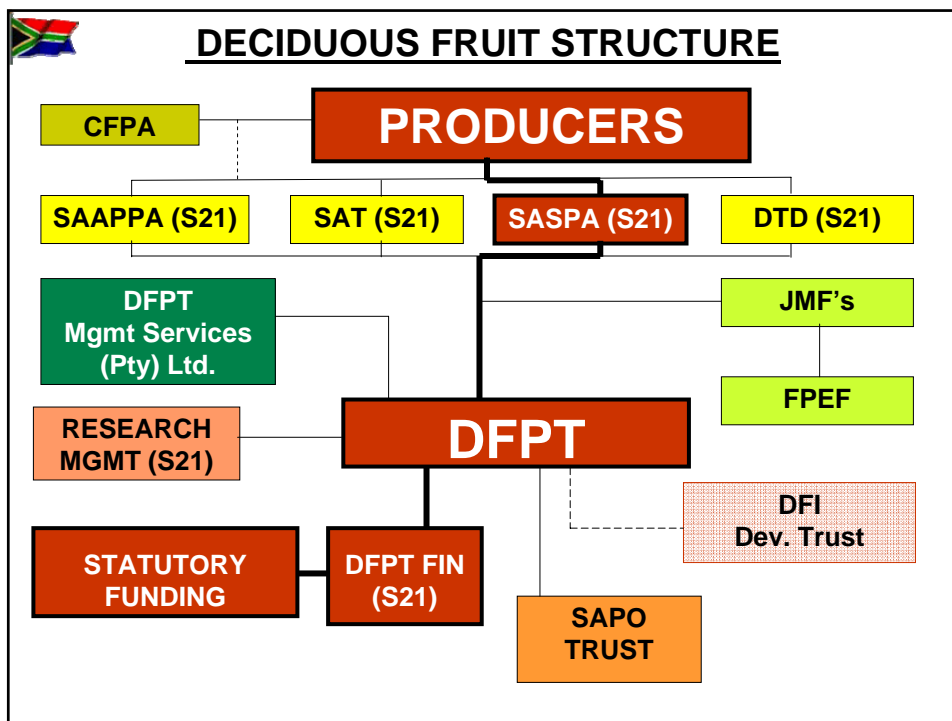 DECIDUOUS FRUIT STRUCTURE
CFPA
PRODUCERS
SAAPPA (S21)
SAT (S21)
SASPA (S21)
DTD (S21)
DFPT
Mgmt Services
(Pty) Ltd.
JMF's
FPEF
RESEARCH
MGMT (S21)
DFPT
DFI
Dev. Trust
STATUTORY
FUNDING
DFPT FIN
(S21)
SAPO
TRUST